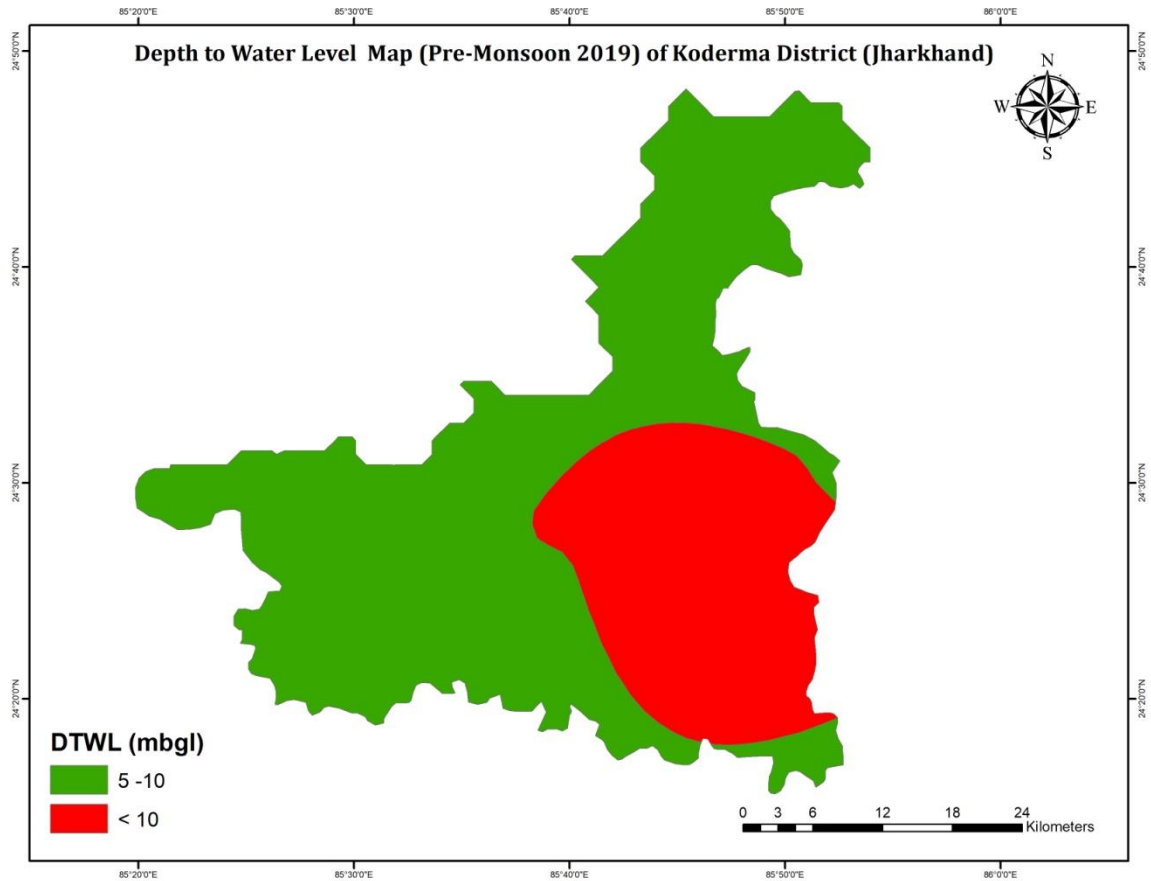 85°20'0"E 85°30'0"E 85°40'0"E 85°50'0"E 86°0'0"E
Depth to Water Level Map (Pre-Monsoon 2019) of Koderma District (Jharkhand)
N
W E
S
24°50'0"N 24°50'0"N
24°40'0"N 24°40'0"N
24°30'0"N 24°30'0"N
24°20'0"N 24°20'0"N
DTWL (mbgl)
5 -10
< 10
0 3 6 12 18 24
Kilometers
85°20'0"E 85°30'0"E 85°40'0"E 85°50'0"E 86°0'0"E